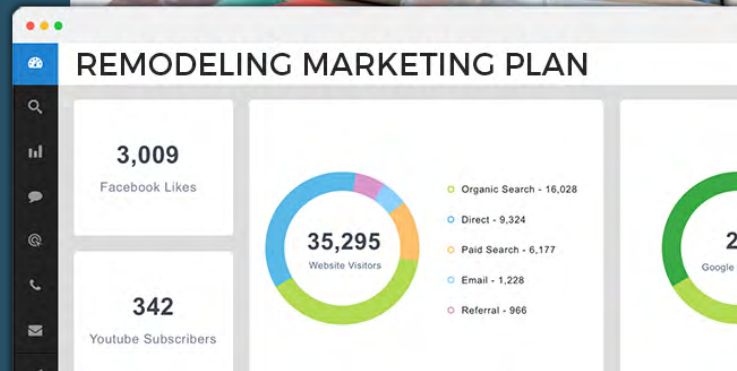 REMODELING MARKETING PLAN
3,009
Facebook Likes
342
Youtube Subscribers
35,295
Website Visitors
Organic Search - 16,028
Direct - 9,324
Paid Search - 6,177
Email - 1,228
Referral - 966
2
Google